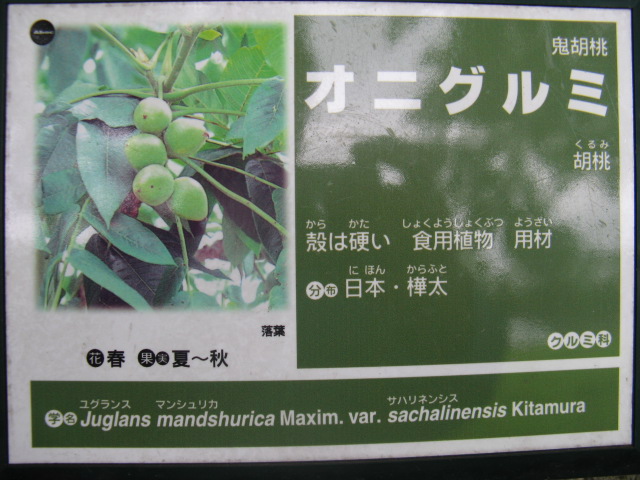 鬼胡桃
オニグルミ
くるみ
胡桃
から かた しょくようしょくぶつ ようざい
殻は硬い 食用植物 用材
にほん からふと
分布 日本・樺太
落葉
花 春 果実 夏〜秋
クルミ科
ユグランス マンシュリカ サハリネンシス
学名 Juglans mandshurica Maxim. var. sachalinensis Kitamura